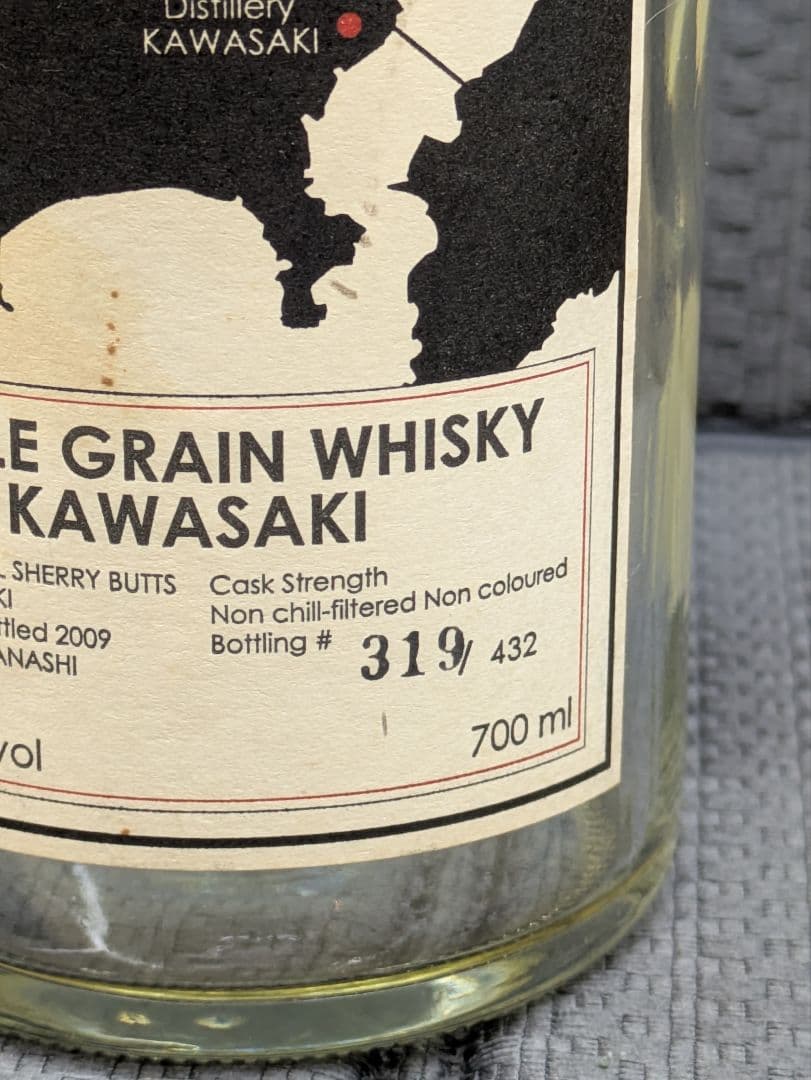 Distillery
KAWASAKI
LE GRAIN WHISKY
KAWASAKI
L SHERRY BUTTS
KI
ttled 2009
ANASHI
Cask Strength
Non chill-filtered Non coloured
Bottling # 319/ 432
vol
700 ml